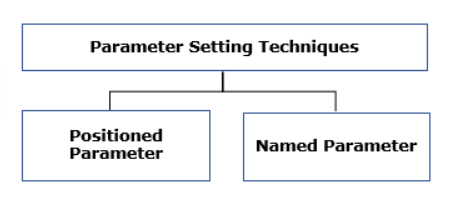 Parameter Setting Techniques
Positioned
Parameter
Named Parameter